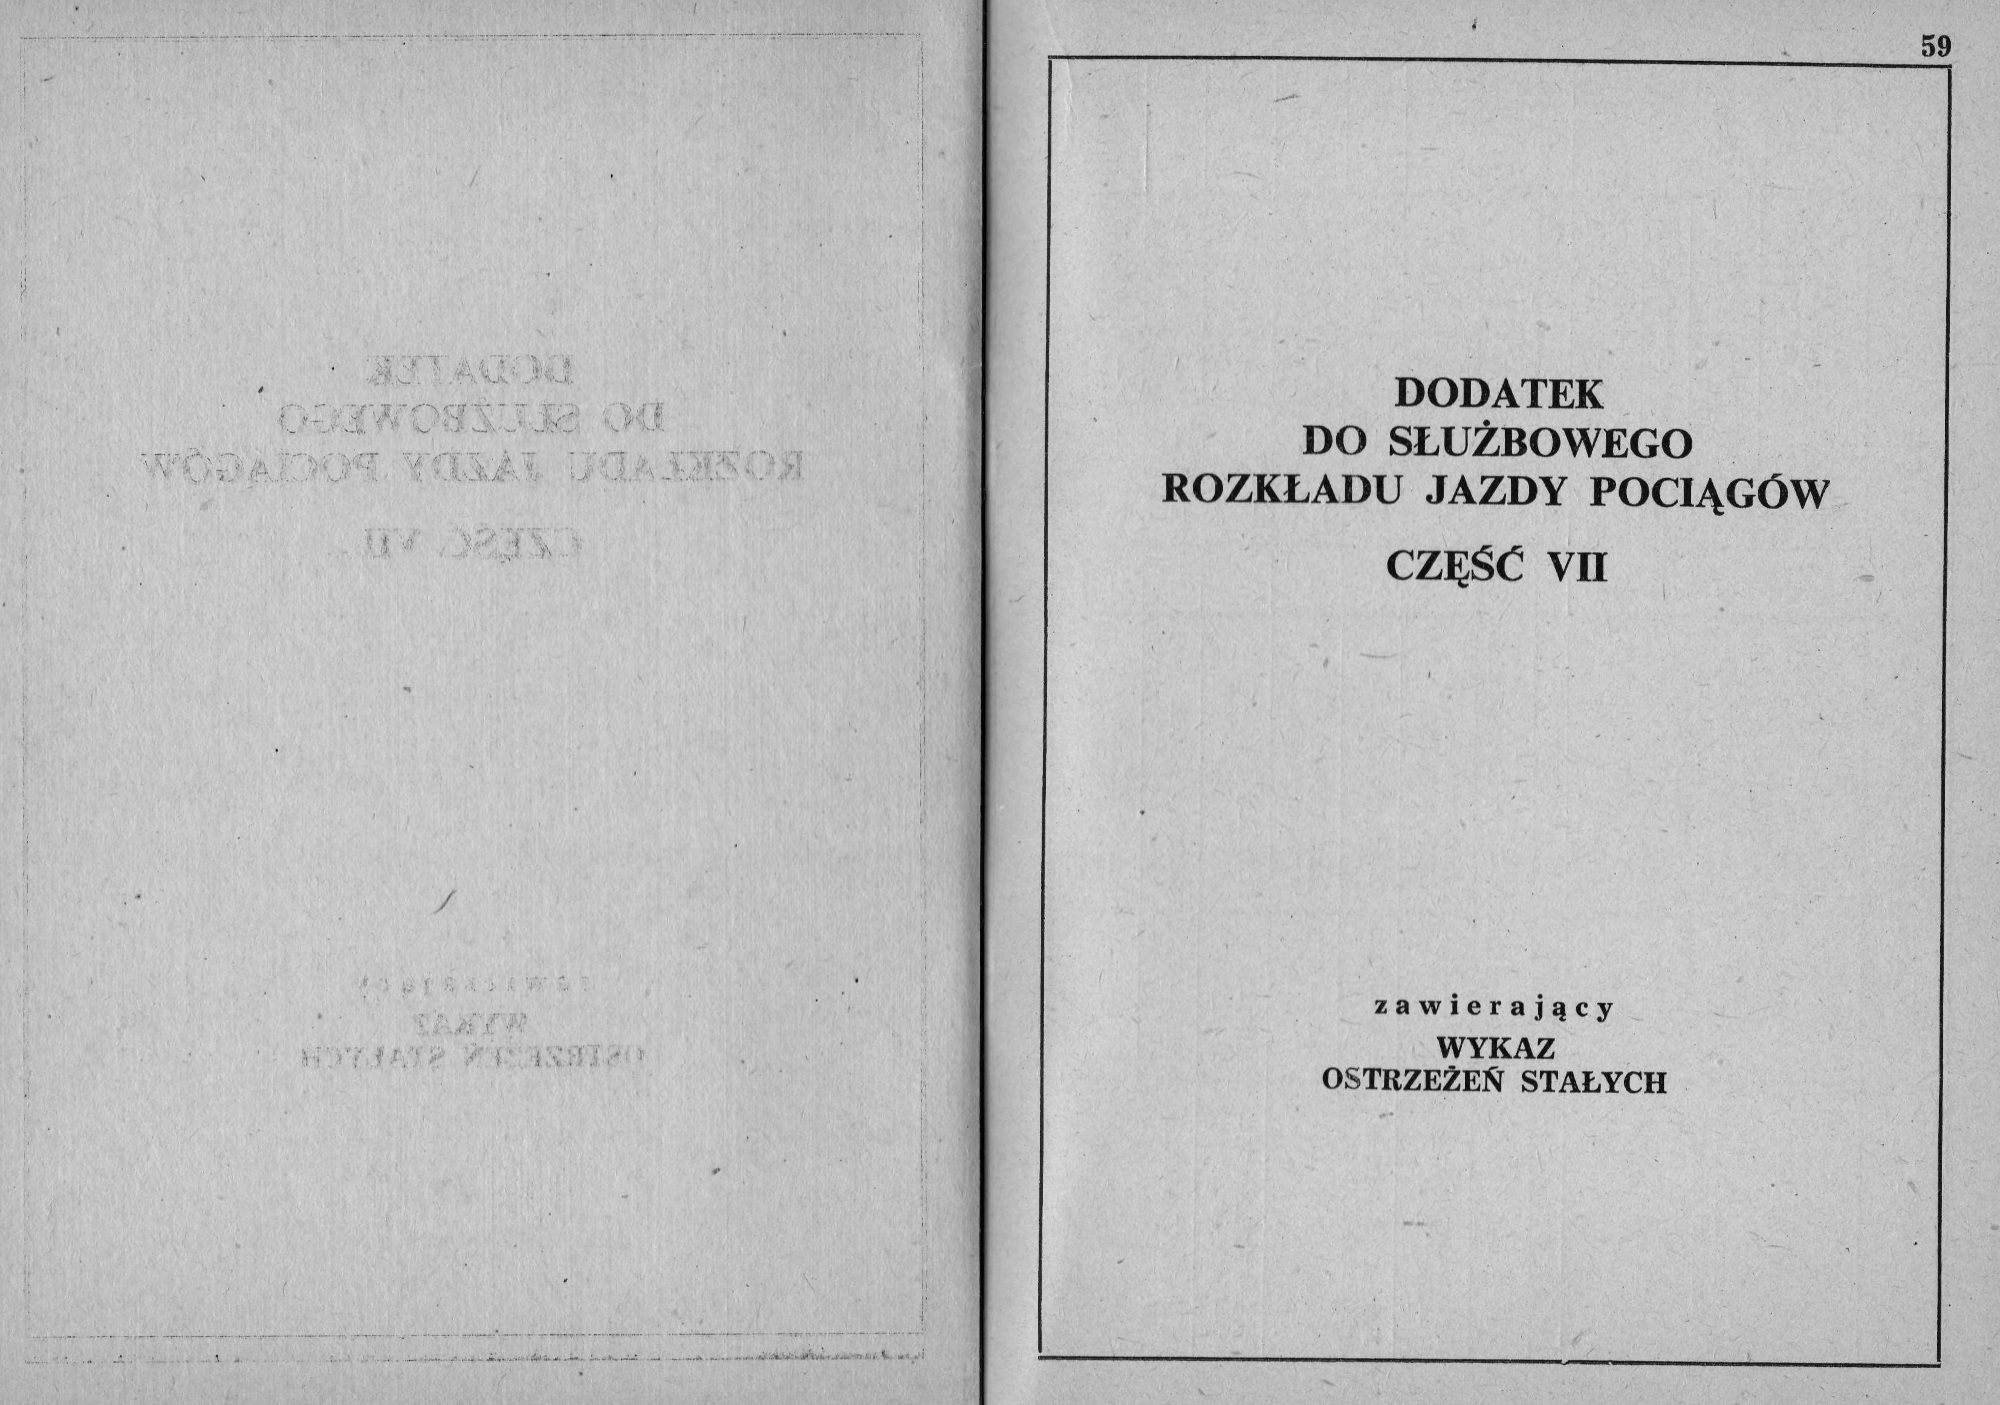 59
DODATEK
DO SŁUŻBOWEGO
ROZKŁADU JAZDY POCIĄGÓW
CZĘŚĆ VII
zawierający
WYKAZ
OSTRZEŻEŃ STAŁYCH